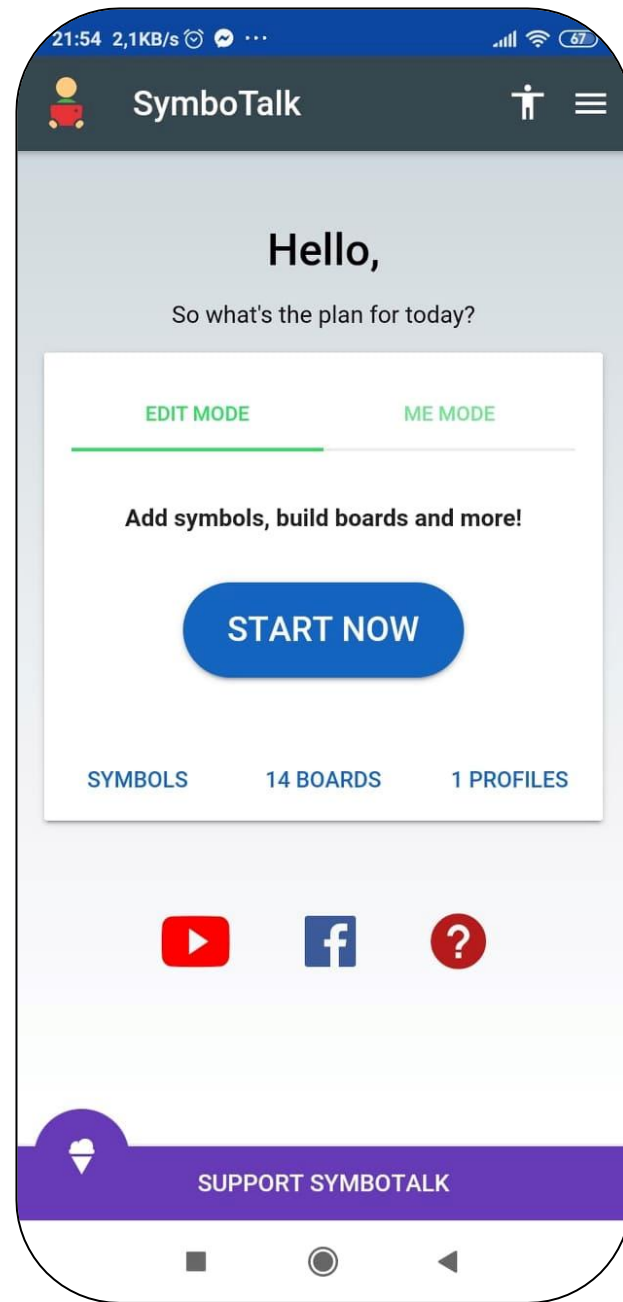 21:54 2,1KB/s ... 67
SymboTalk
Hello,
So what's the plan for today?
EDIT MODE ME MODE
Add symbols, build boards and more!
START NOW
SYMBOLS 14 BOARDS 1 PROFILES
f ?
SUPPORT SYMBOTALK